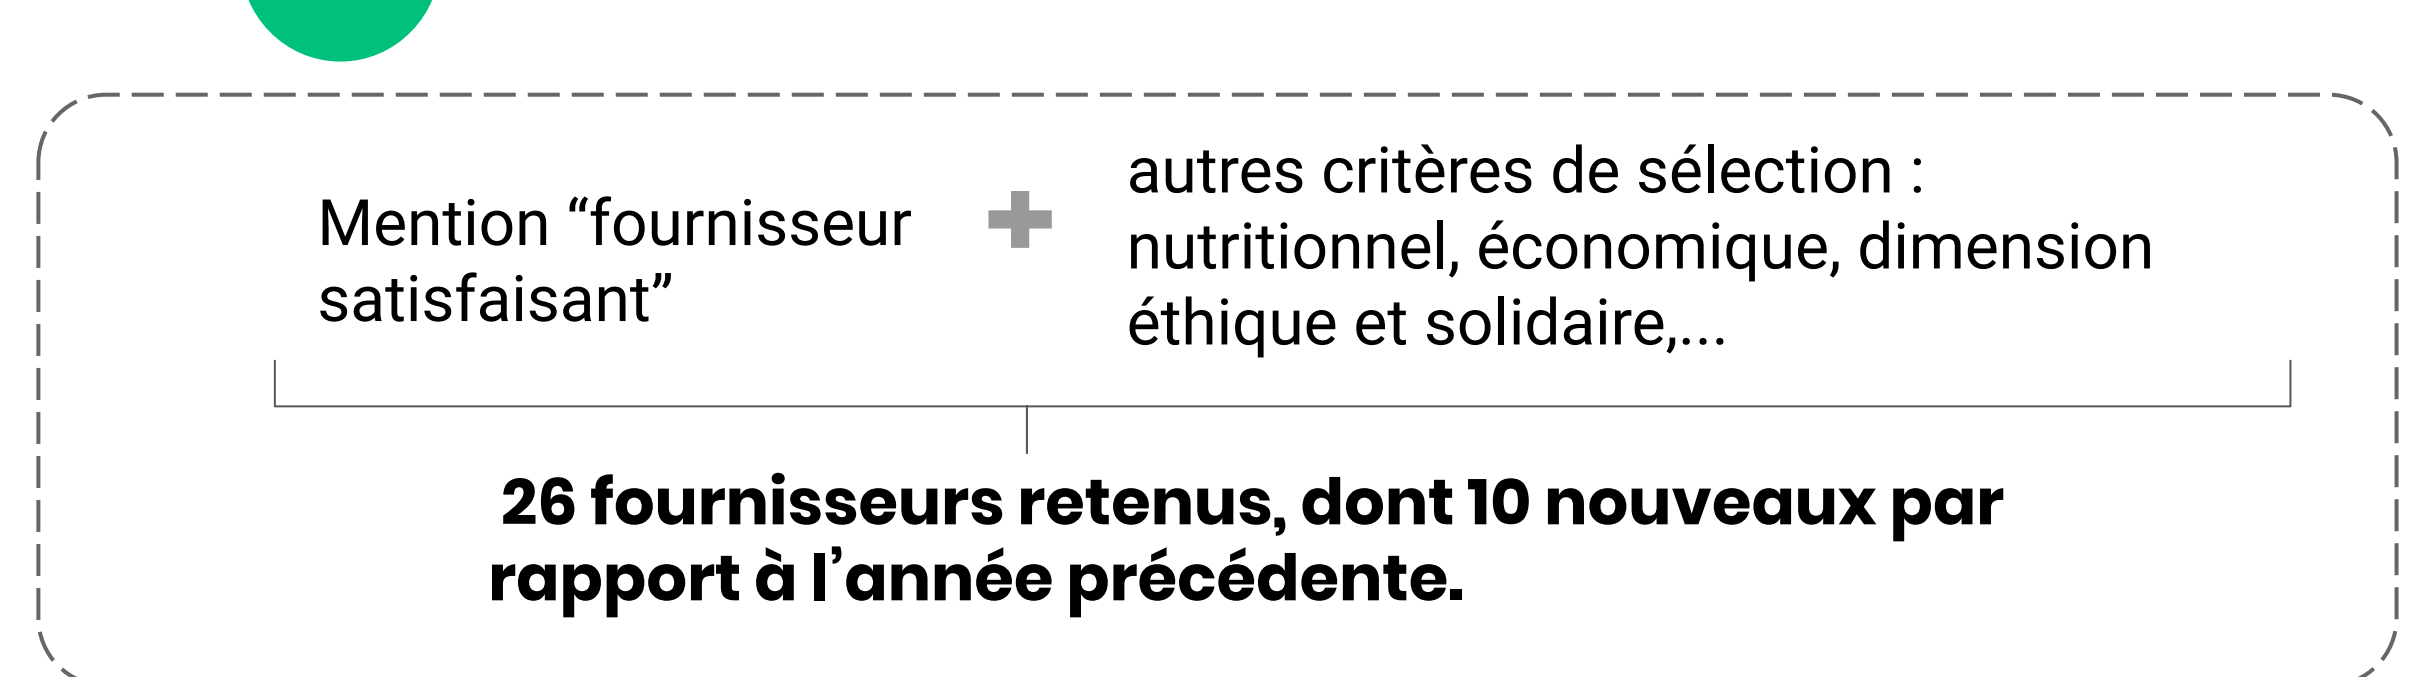 Mention “fournisseur
satisfaisant”
autres critères de sélection :
nutritionnel, économique, dimension
éthique et solidaire,...
26 fournisseurs retenus, dont 10 nouveaux par
rapport à l’année précédente.